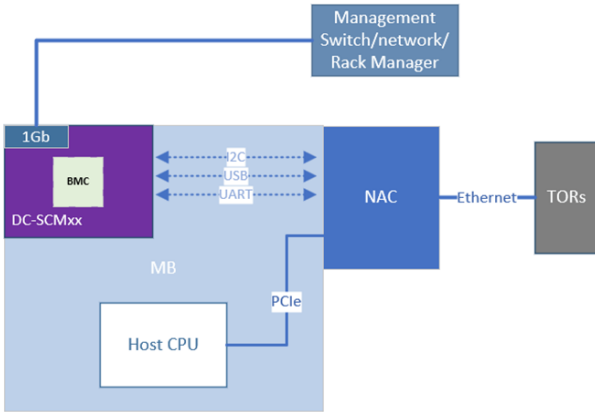 Management
Switch/network/
Rack Manager
1Gb
BMC
DC-SCMxx
I2C
USB
UART
NAC
Ethernet
TORs
MB
PCIe
Host CPU